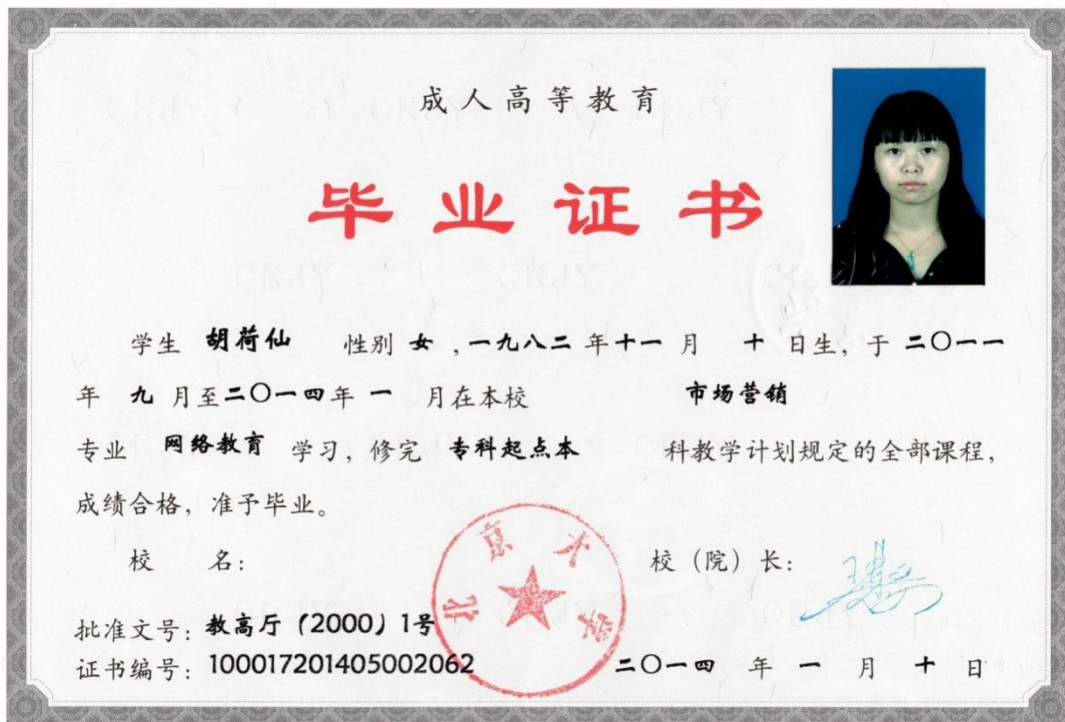 成人高等教育
毕业证书
学生 胡荷仙 性别 女 ,一九八二 年十一 月 十 日生, 于 二〇一一
年 九 月至二〇一四年 一 月在本校 市场营销
专业 网络教育 学习, 修完 专科起点本 科教学计划规定的全部课程,
成绩合格, 准予毕业。
校 名: 北京大学 校（院）长:
批准文号: 教高厅（2000）1号
证书编号: 100017201405002062 二〇一四 年 一 月 十 日